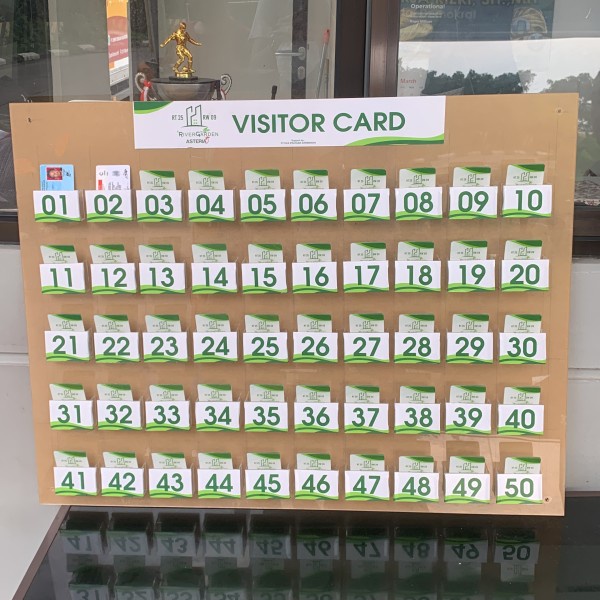 Operational
RT 25
RW 09
RIVERGARDEN
ASTERIA
VISITOR CARD
01 02 03 04 05 06 07 08 09 10
11 12 13 14 15 16 17 18 19 20
21 22 23 24 25 26 27 28 29 30
31 32 33 34 35 36 37 38 39 40
41 42 43 44 45 46 47 48 49 50